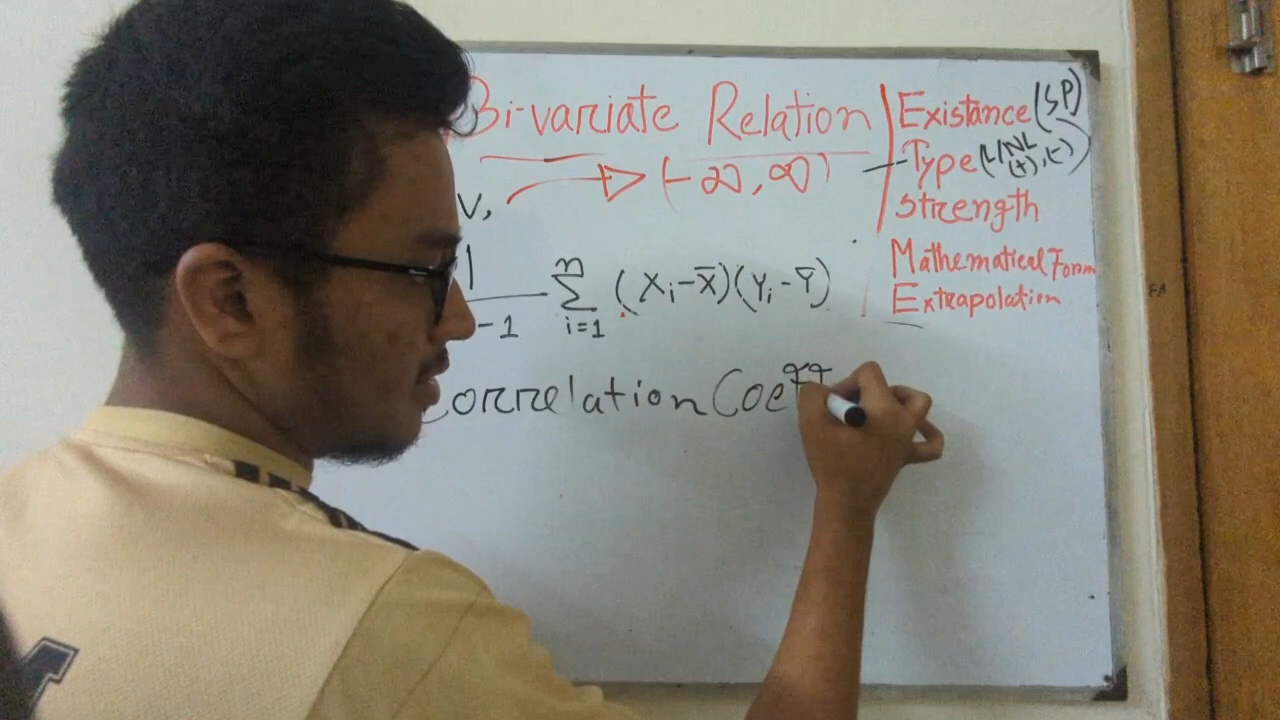 Bi-variate Relation
(-∞, ∞)
v,
1
-1
n
∑ (Xi-X̅)(Yi-Y̅)
i=1
Correlation Coeff
Existance (SP)
Type (L/NL
(+), (-)
Strength
Mathematical Form
Extrapolation